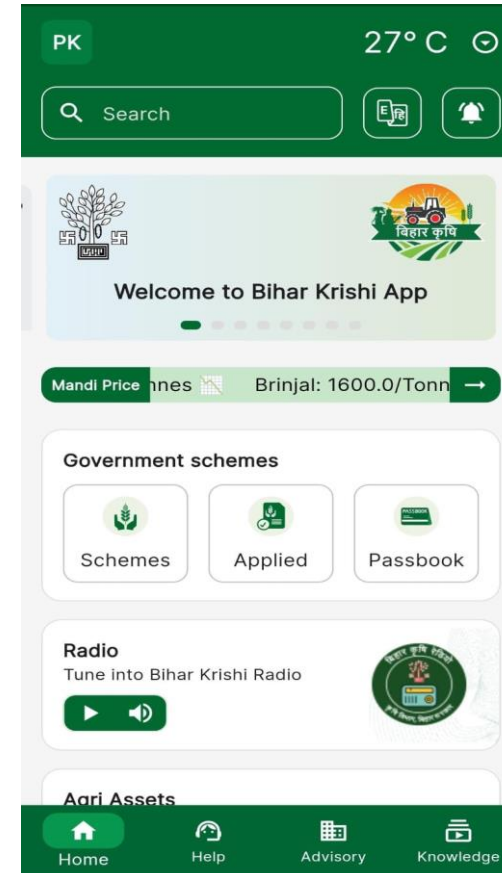 PK
27° C
Search
E हि
बिहार कृषि
Welcome to Bihar Krishi App
Mandi Price nnes Brinjal: 1600.0/Tonn
Government schemes
Schemes Applied Passbook
Radio
Tune into Bihar Krishi Radio
बिहार कृषि रेडियो
Agri Assets
Home Help Advisory Knowledge